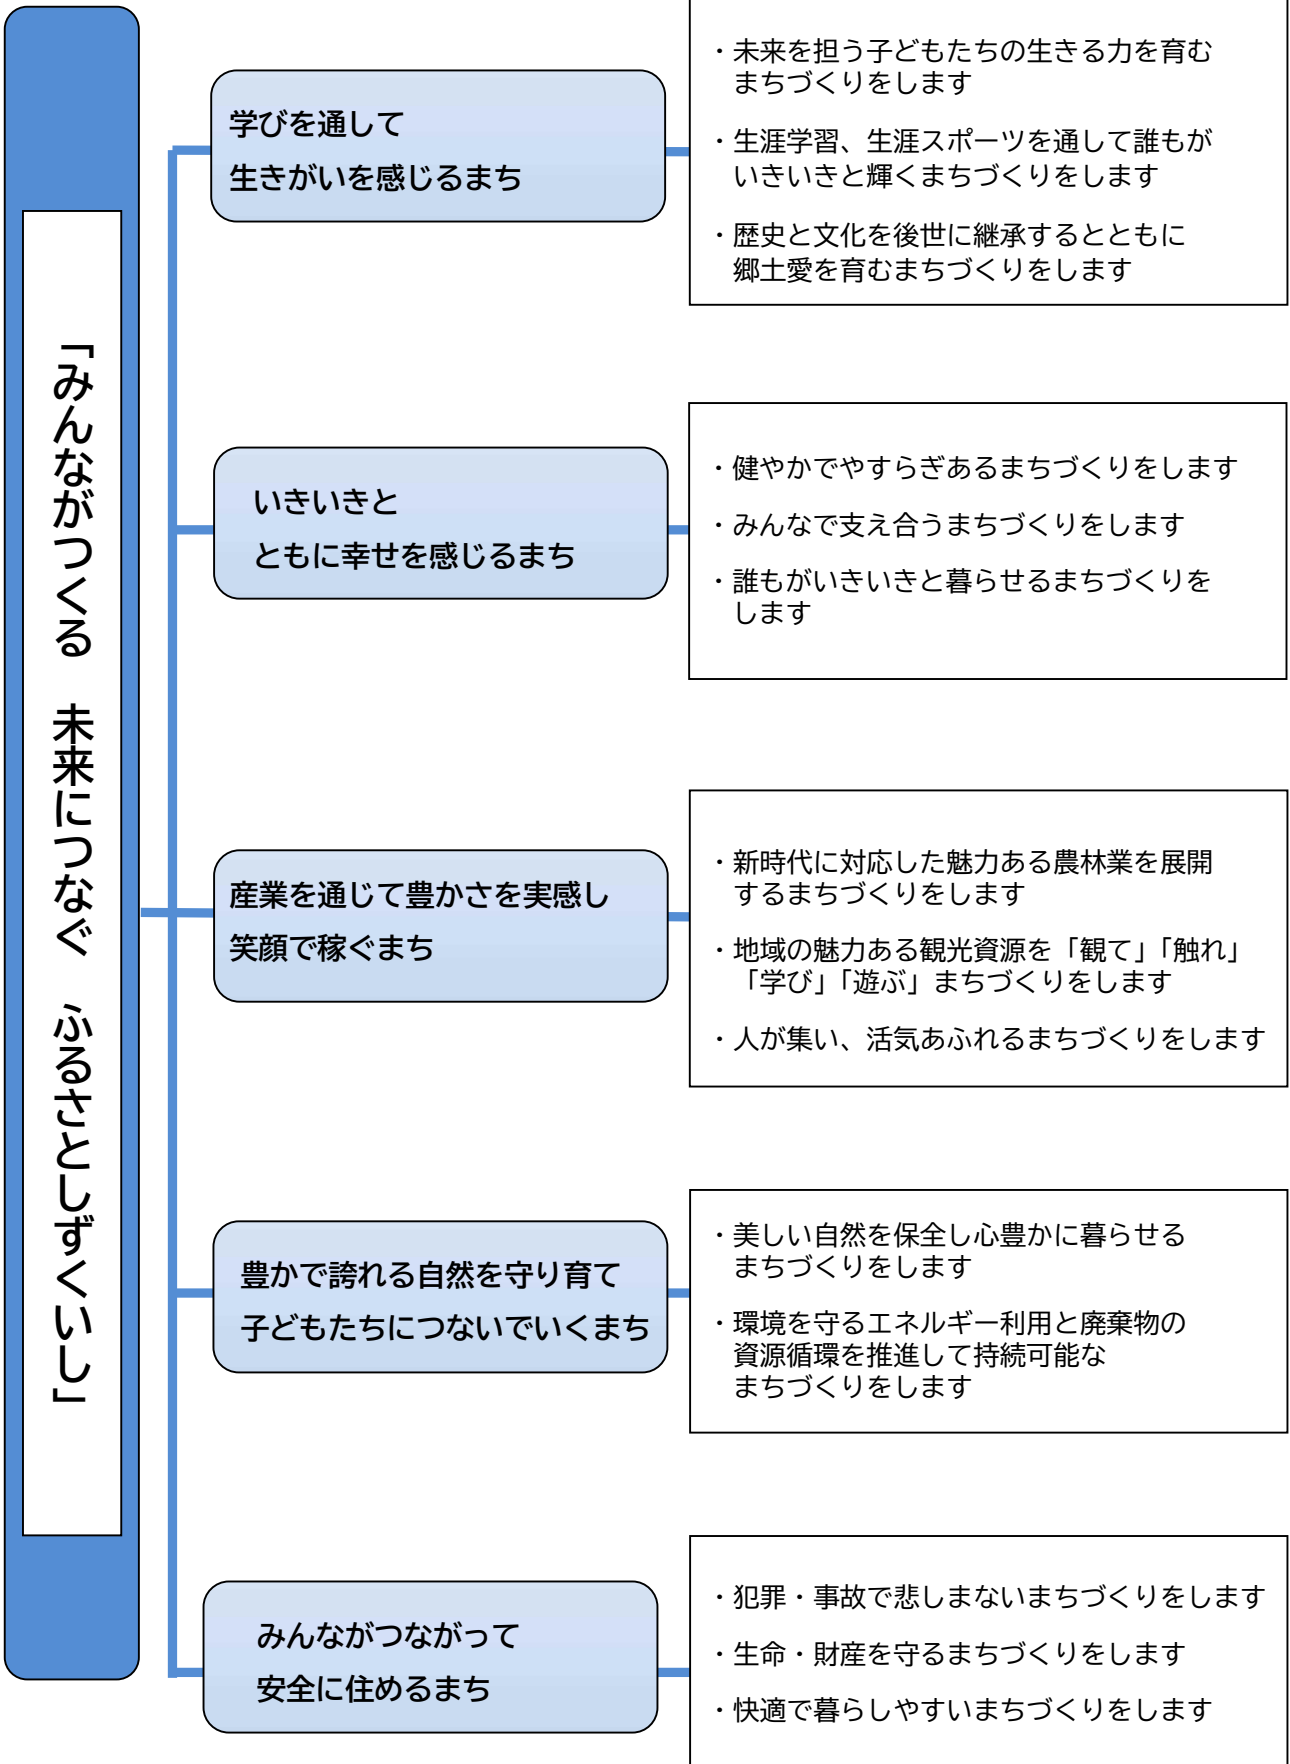 「みんながつくる　未来につなぐ　ふるさとしずくいし」
学びを通して
生きがいを感じるまち
・未来を担う子どもたちの生きる力を育む
まちづくりをします
・生涯学習、生涯スポーツを通して誰もが
いきいきと輝くまちづくりをします
・歴史と文化を後世に継承するとともに
郷土愛を育むまちづくりをします
いきいきと
ともに幸せを感じるまち
・健やかでやすらぎあるまちづくりをします
・みんなで支え合うまちづくりをします
・誰もがいきいきと暮らせるまちづくりを
します
産業を通じて豊かさを実感し
笑顔で稼ぐまち
・新時代に対応した魅力ある農林業を展開
するまちづくりをします
・地域の魅力ある観光資源を「観て」「触れ」
「学び」「遊ぶ」まちづくりをします
・人が集い、活気あふれるまちづくりをします
豊かで誇れる自然を守り育て
子どもたちにつないでいくまち
・美しい自然を保全し心豊かに暮らせる
まちづくりをします
・環境を守るエネルギー利用と廃棄物の
資源循環を推進して持続可能な
まちづくりをします
みんながつながって
安全に住めるまち
・犯罪・事故で悲しまないまちづくりをします
・生命・財産を守るまちづくりをします
・快適で暮らしやすいまちづくりをします